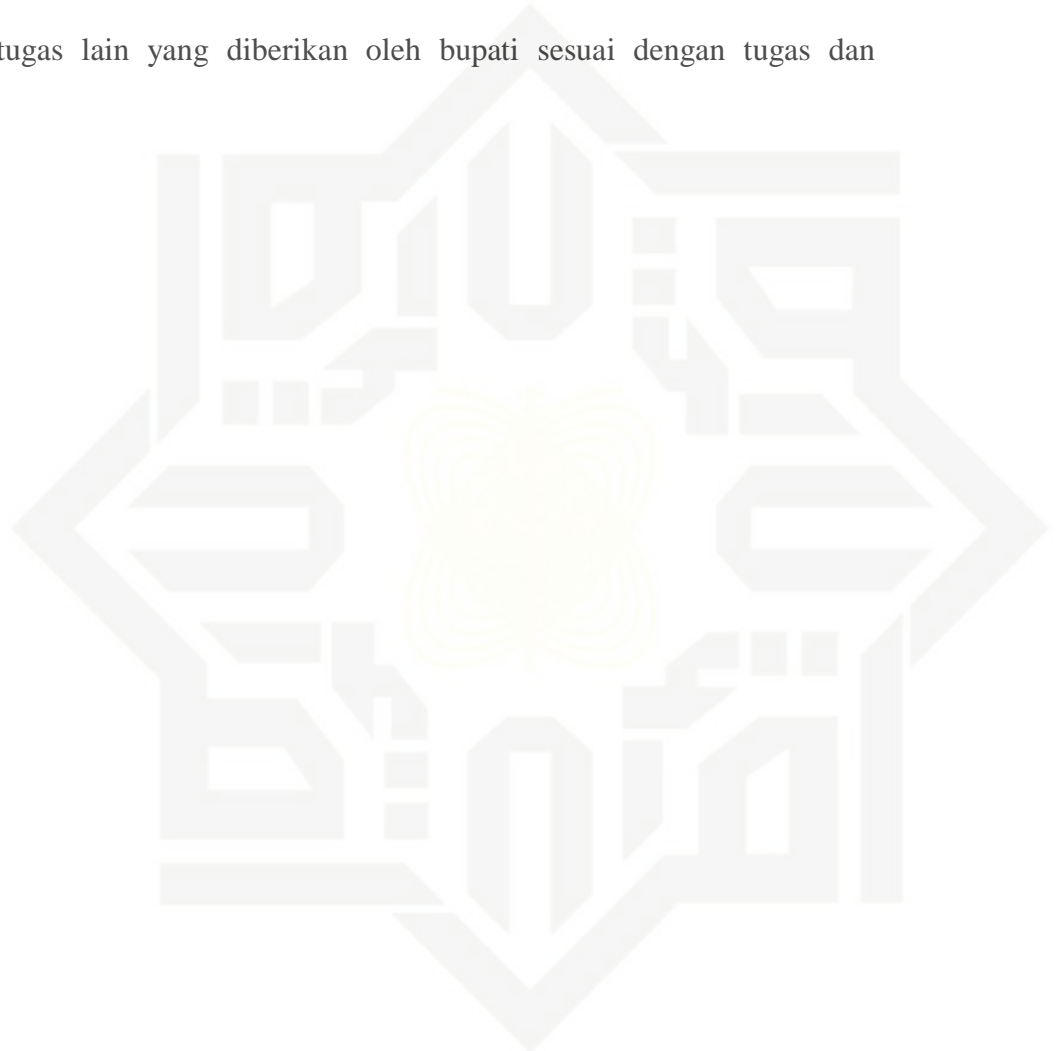 tugas lain yang diberikan oleh bupati sesuai dengan tugas dan